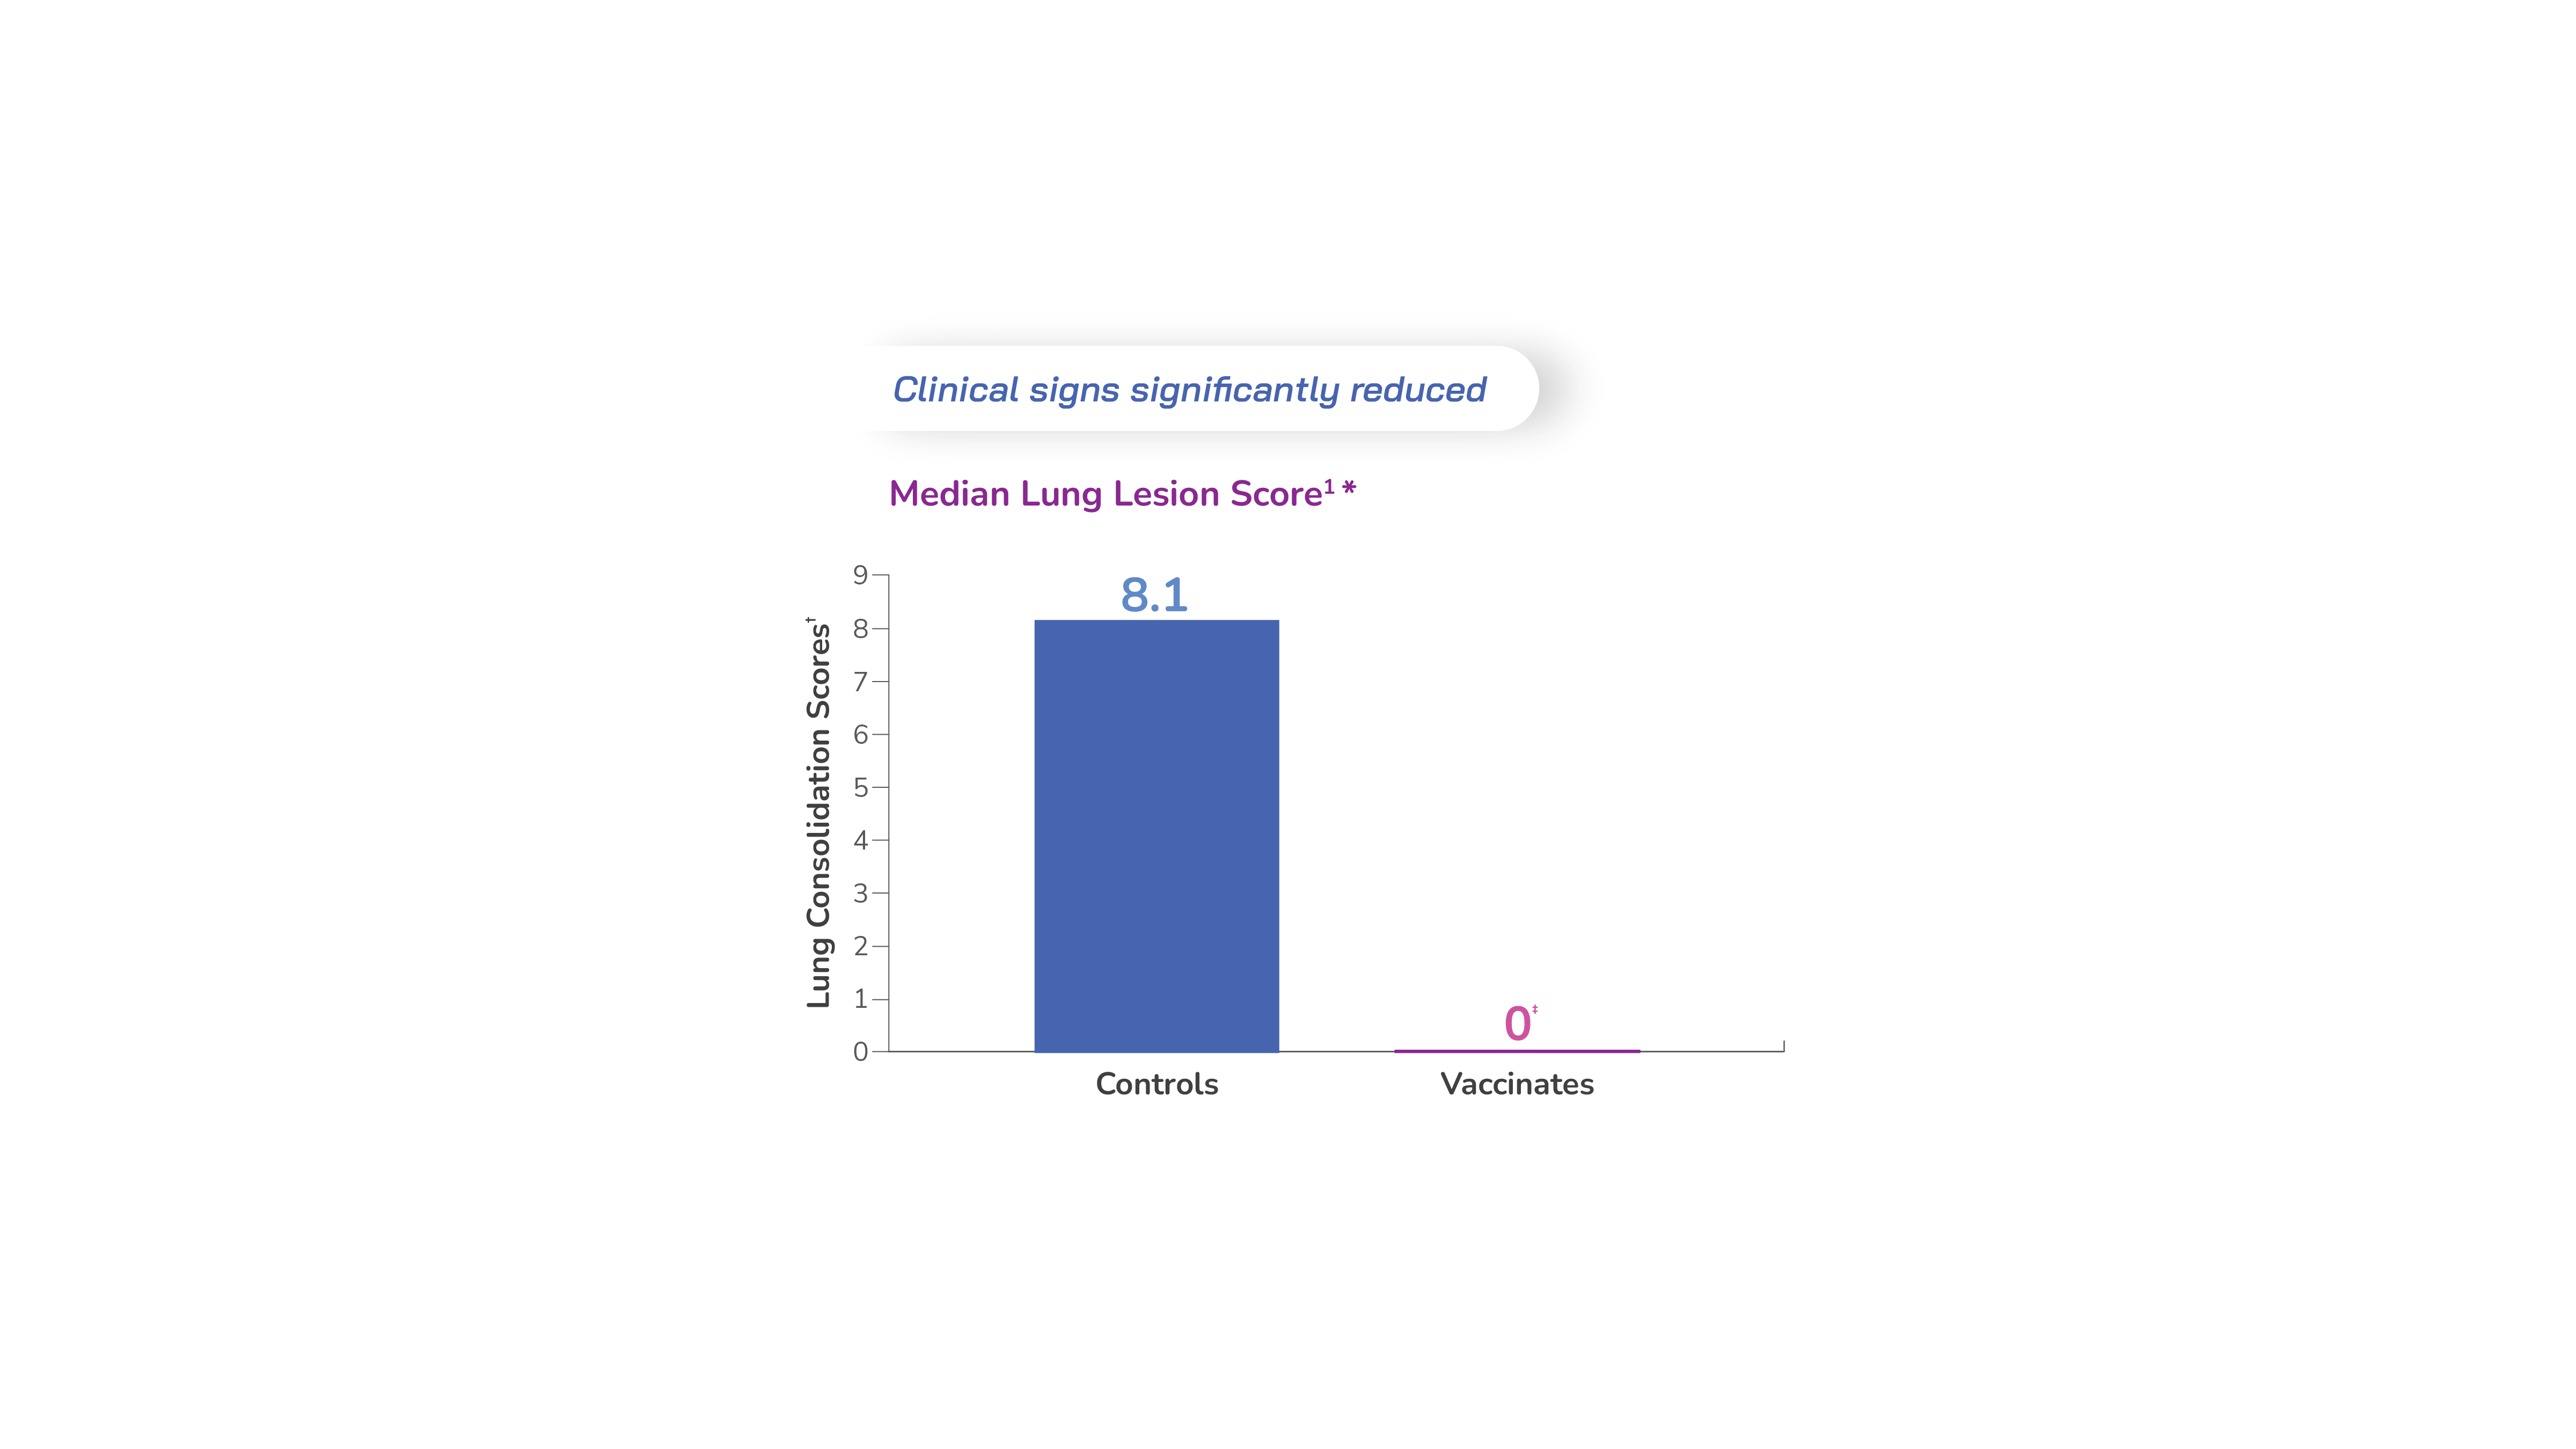 Clinical signs significantly reduced
Median Lung Lesion Score¹ *
Lung Consolidation Scores†
9
8
7
6
5
4
3
2
1
0
8.1
0‡
Controls
Vaccinates